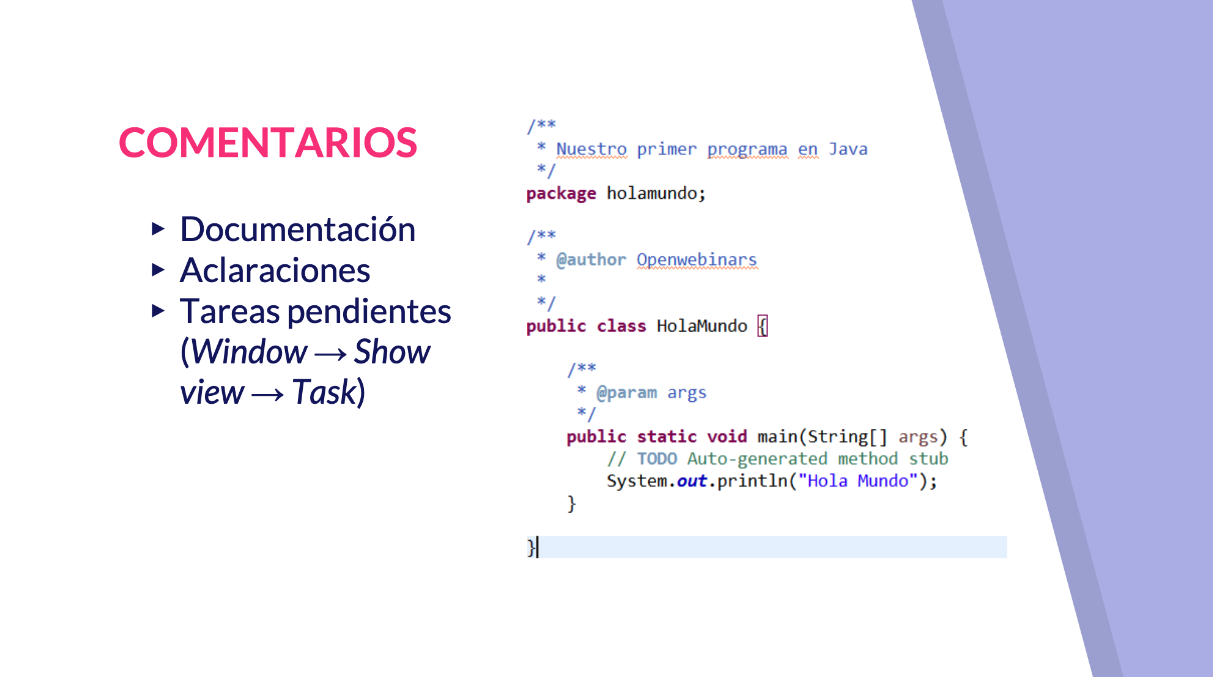 COMENTARIOS
▸ Documentación
▸ Aclaraciones
▸ Tareas pendientes
(Window → Show
view → Task)
/**
 * Nuestro primer programa en Java
 */
package holamundo;
/**
 * @author Openwebinars
 *
 */
public class HolaMundo {
    /**
     * @param args
     */
    public static void main(String[] args) {
        // TODO Auto-generated method stub
        System.out.println("Hola Mundo");
    }
}